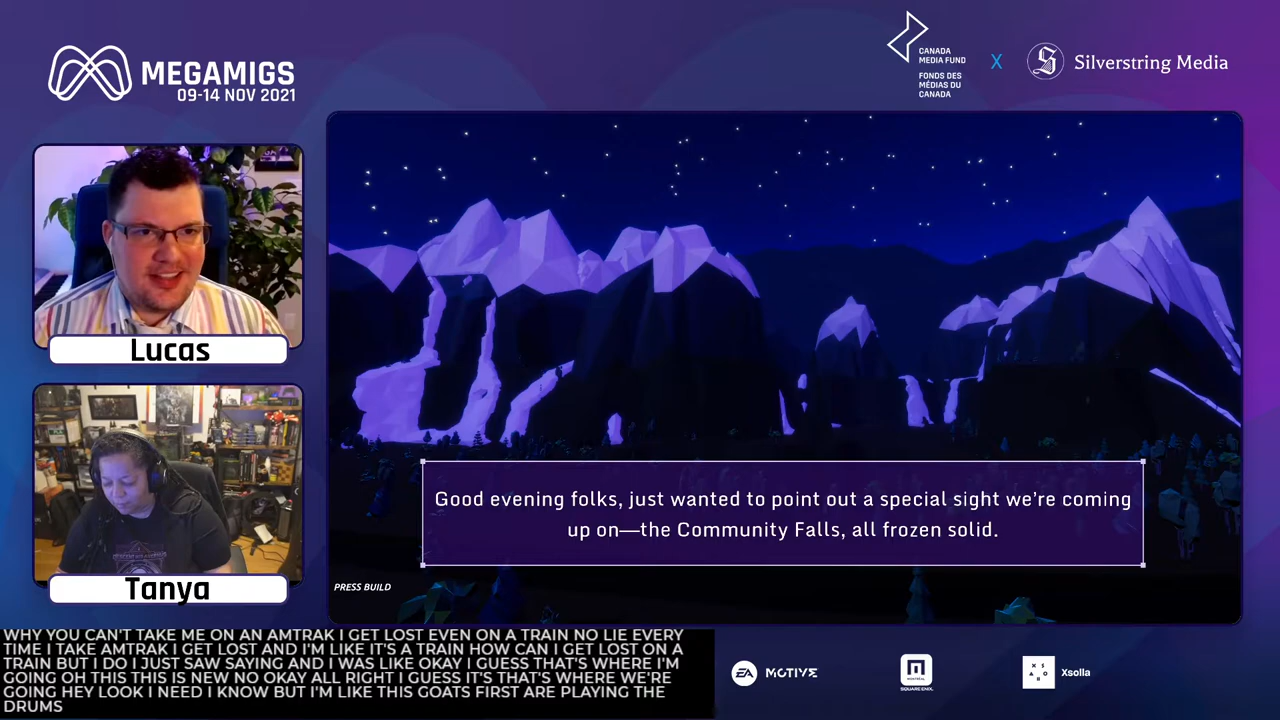 MEGAMIGS
09-14 NOV 2021
CANADA
MEDIA FUND
FONDS DES
MÉDIAS DU
CANADA
X
Silverstring Media
Lucas
Tanya
Good evening folks, just wanted to point out a special sight we're coming
up on—the Community Falls, all frozen solid.
PRESS BUILD
WHY YOU CAN'T TAKE ME ON AN AMTRAK I GET LOST EVEN ON A TRAIN NO LIE EVERY
TIME I TAKE AMTRAK I GET LOST AND I'M LIKE IT'S A TRAIN HOW CAN I GET LOST ON A
TRAIN BUT I DO I JUST SAW SAYING AND I WAS LIKE OKAY I GUESS THAT'S WHERE I'M
GOING OH THIS THIS IS NEW NO OKAY ALL RIGHT I GUESS IT'S THAT'S WHERE WE'RE
GOING HEY LOOK I NEED I KNOW BUT I'M LIKE THIS GOATS FIRST ARE PLAYING THE
DRUMS
EA MOTIVE
MONTRÉAL
SQUARE ENIX.
Xsolla